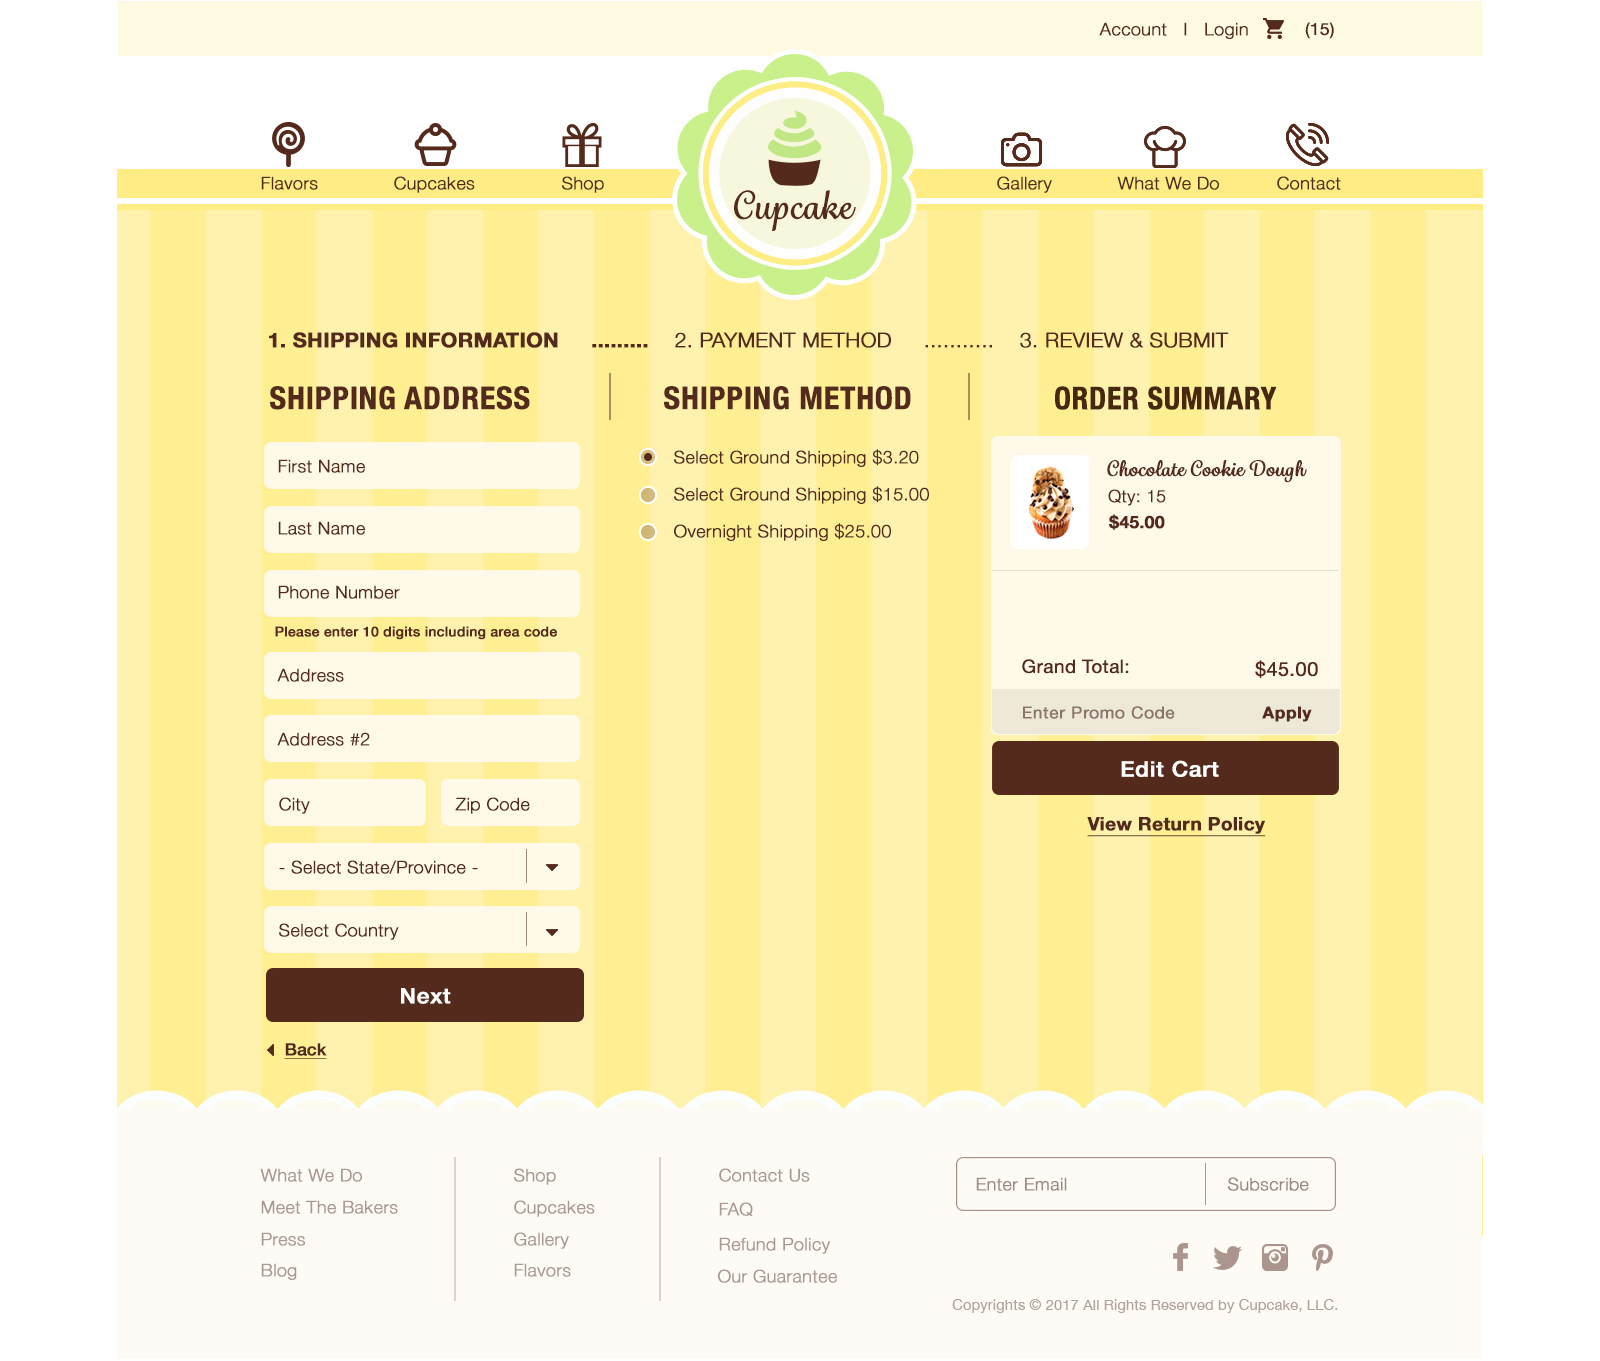 Account | Login (15)
Flavors
Cupcakes
Shop
Cupcake
Gallery
What We Do
Contact
1. SHIPPING INFORMATION ......... 2. PAYMENT METHOD ........... 3. REVIEW & SUBMIT
SHIPPING ADDRESS
First Name
Last Name
Phone Number
Please enter 10 digits including area code
Address
Address #2
City
Zip Code
- Select State/Province -
Select Country
Next
Back
SHIPPING METHOD
Select Ground Shipping $3.20
Select Ground Shipping $15.00
Overnight Shipping $25.00
ORDER SUMMARY
Chocolate Cookie Dough
Qty: 15
$45.00
Grand Total: $45.00
Enter Promo Code Apply
Edit Cart
View Return Policy
What We Do
Meet The Bakers
Press
Blog
Shop
Cupcakes
Gallery
Flavors
Contact Us
FAQ
Refund Policy
Our Guarantee
Enter Email Subscribe
Copyrights © 2017 All Rights Reserved by Cupcake, LLC.